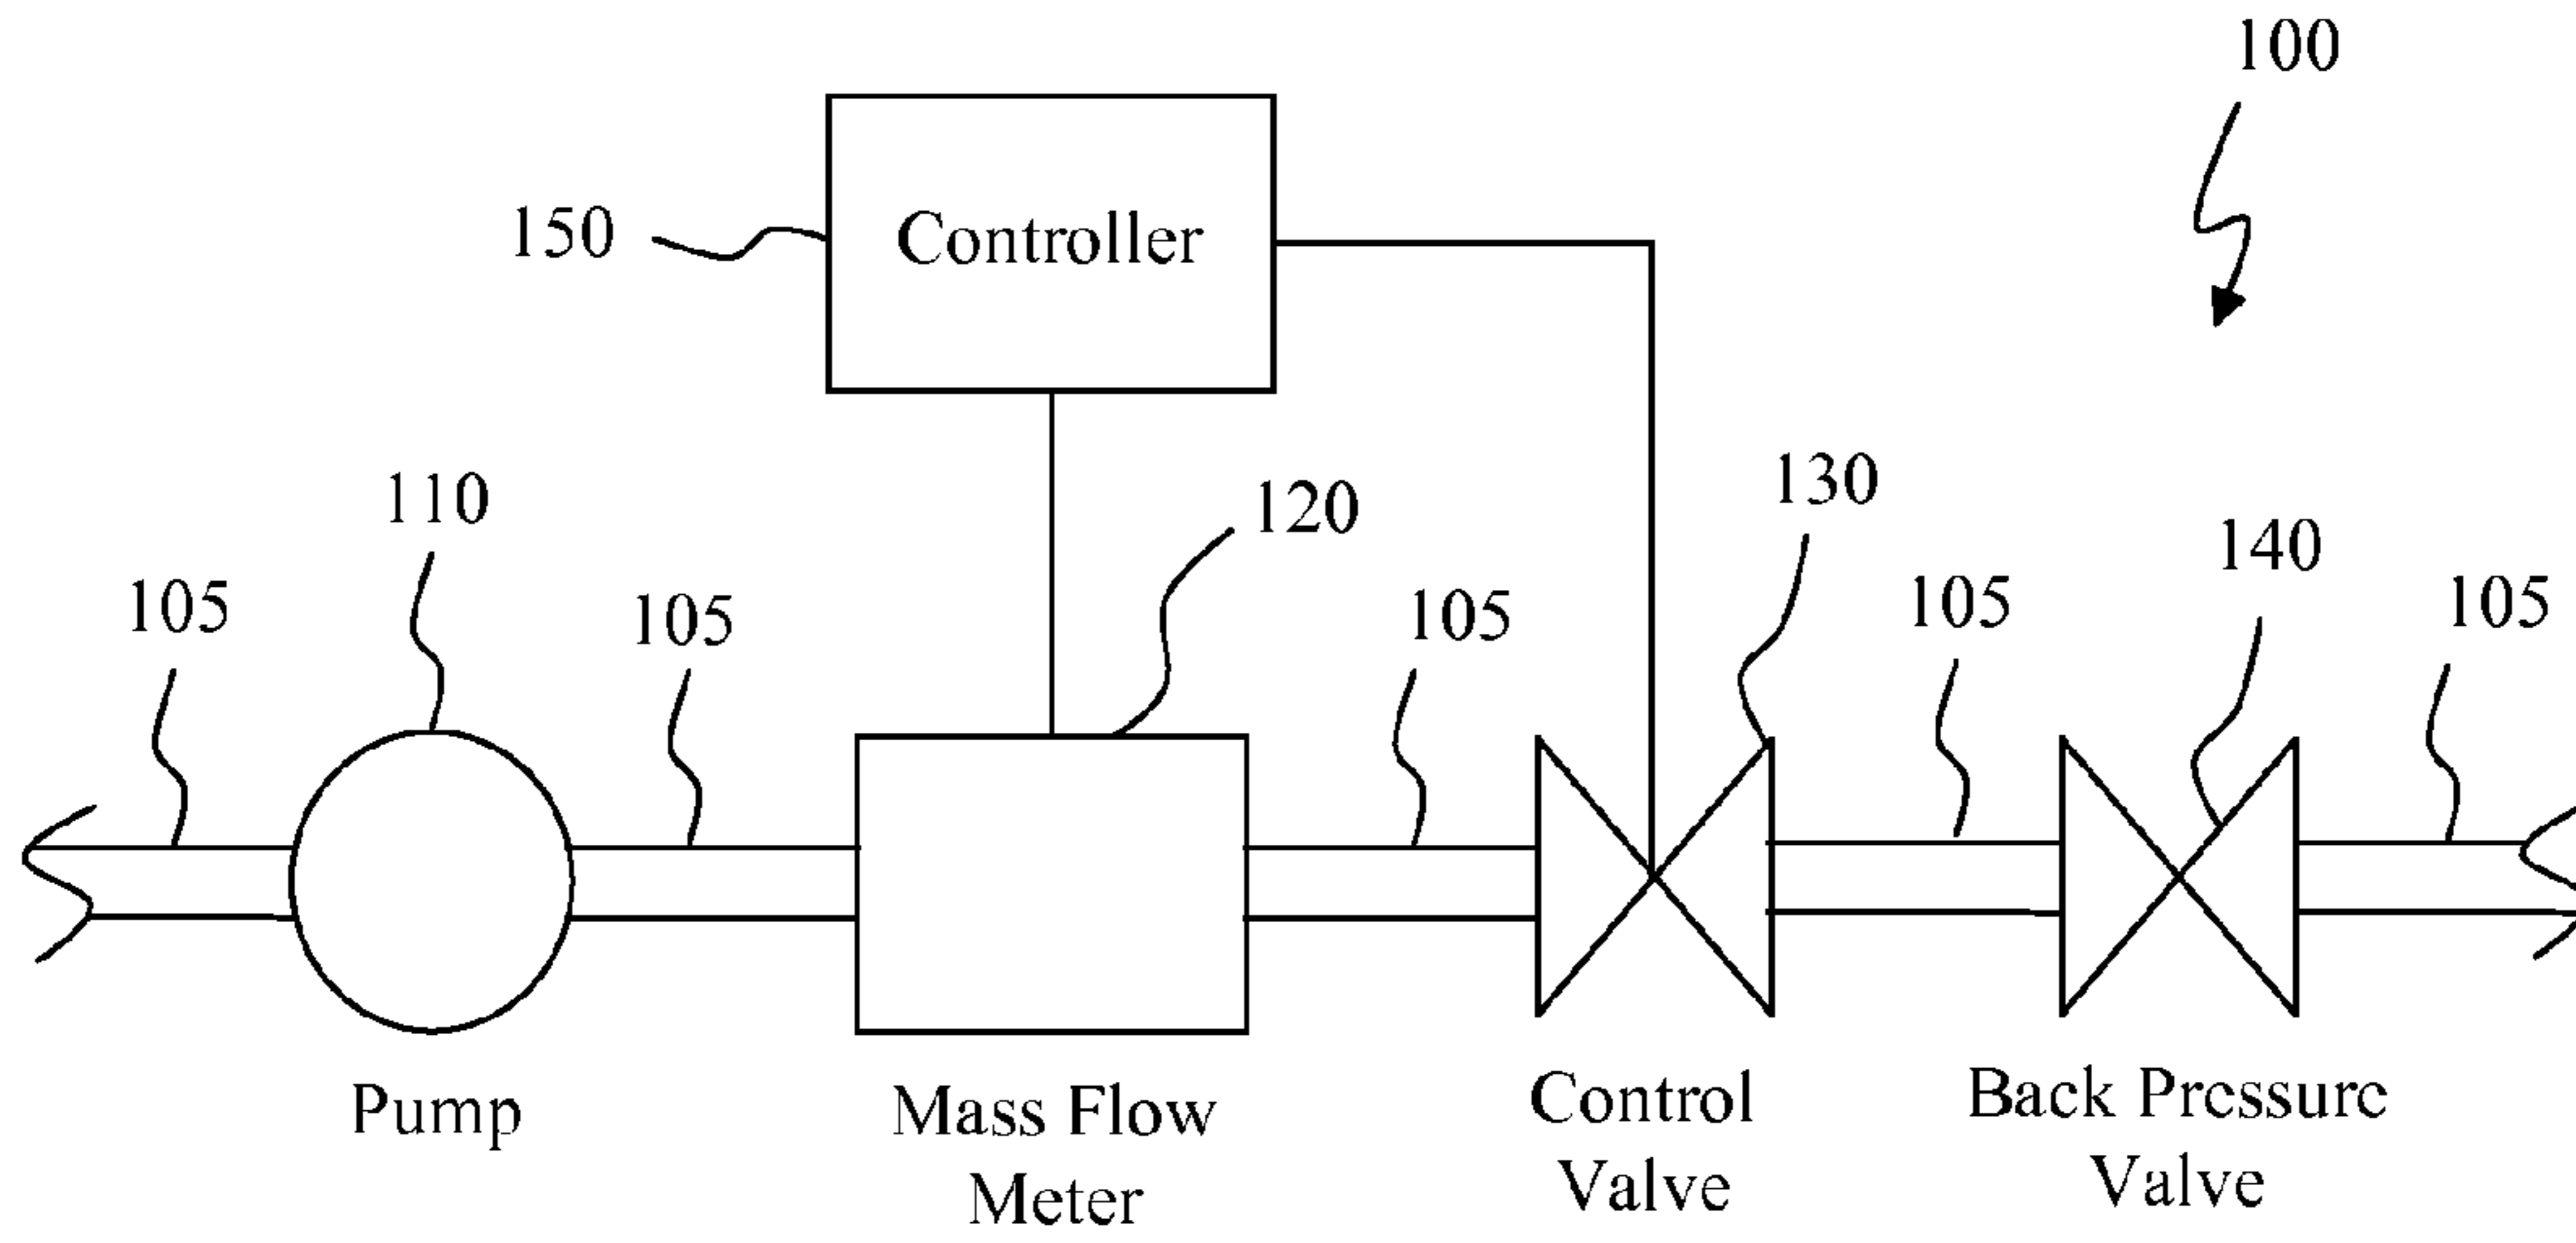 100
150
Controller
110
120
130
140
105
105
105
105
105
Pump
Mass Flow
Meter
Control
Valve
Back Pressure
Valve